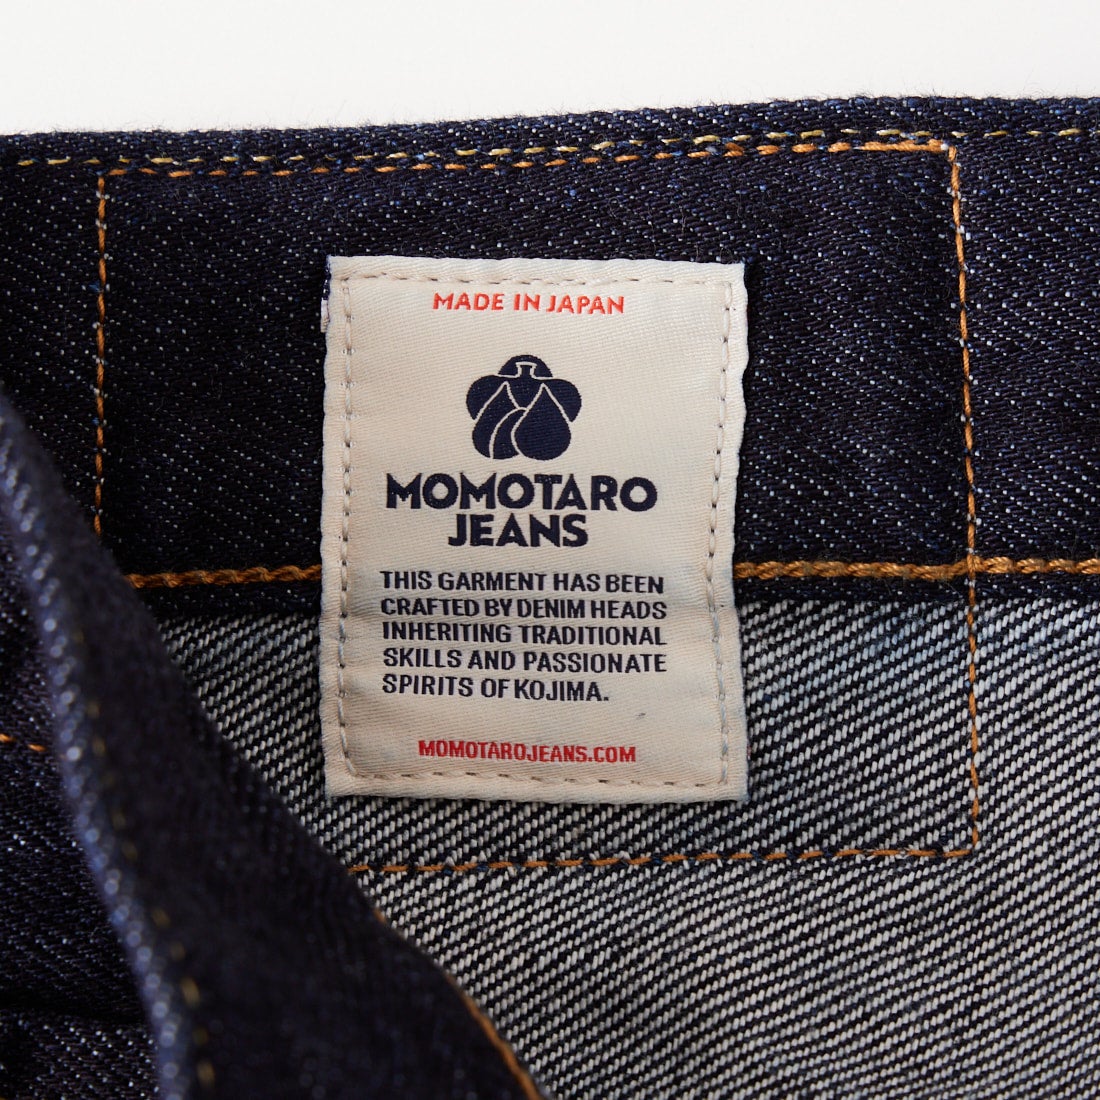 MADE IN JAPAN
MOMOTARO
JEANS
THIS GARMENT HAS BEEN
CRAFTED BY DENIM HEADS
INHERITING TRADITIONAL
SKILLS AND PASSIONATE
SPIRITS OF KOJIMA.
MOMOTAROJEANS.COM